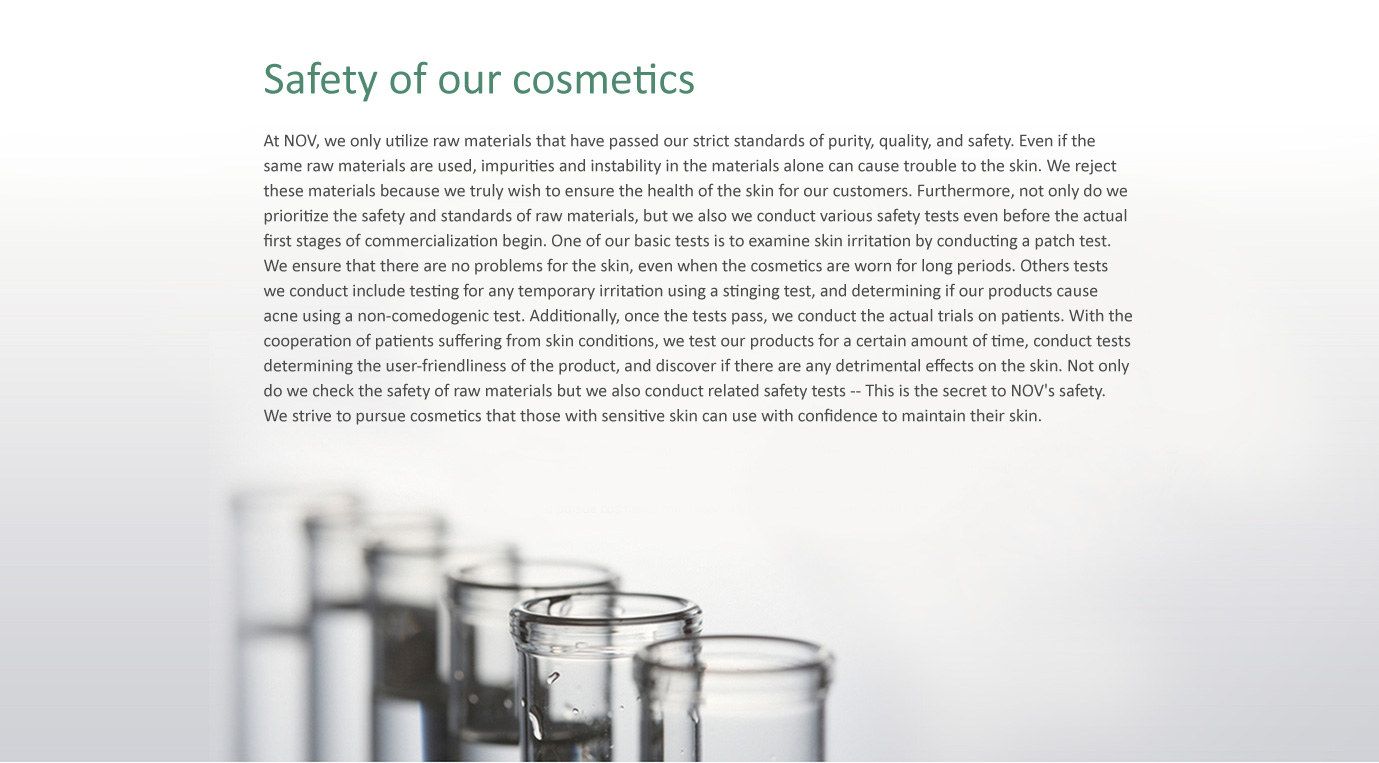 Safety of our cosmetics
At NOV, we only utilize raw materials that have passed our strict standards of purity, quality, and safety. Even if the
same raw materials are used, impurities and instability in the materials alone can cause trouble to the skin. We reject
these materials because we truly wish to ensure the health of the skin for our customers. Furthermore, not only do we
prioritize the safety and standards of raw materials, but we also we conduct various safety tests even before the actual
first stages of commercialization begin. One of our basic tests is to examine skin irritation by conducting a patch test.
We ensure that there are no problems for the skin, even when the cosmetics are worn for long periods. Others tests
we conduct include testing for any temporary irritation using a stinging test, and determining if our products cause
acne using a non-comedogenic test. Additionally, once the tests pass, we conduct the actual trials on patients. With the
cooperation of patients suffering from skin conditions, we test our products for a certain amount of time, conduct tests
determining the user-friendliness of the product, and discover if there are any detrimental effects on the skin. Not only
do we check the safety of raw materials but we also conduct related safety tests -- This is the secret to NOV's safety.
We strive to pursue cosmetics that those with sensitive skin can use with confidence to maintain their skin.